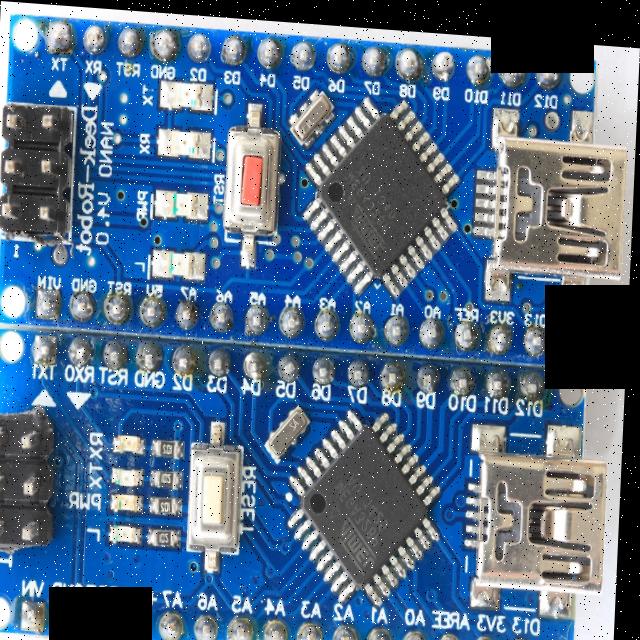 TX RX RST GND D2 D3 D4 D5 D6 D7 D8 D9 D10 D11 D12
TX
RX
PWR
L
RST
NANO V4.0
Deek-Robot
1
VIN GND RST 5V A7 A6 A5 A4 A3 A2 A1 A0 REF 3V3 D13
TX1 RX0 RST GND D2 D3 D4 D5 D6 D7 D8 D9 D10 D11 D12
RX
TX
PWR
L
RESET
VN
A7 A6 A5 A4 A3 A2 A1 A0 AREF 3V3 D13